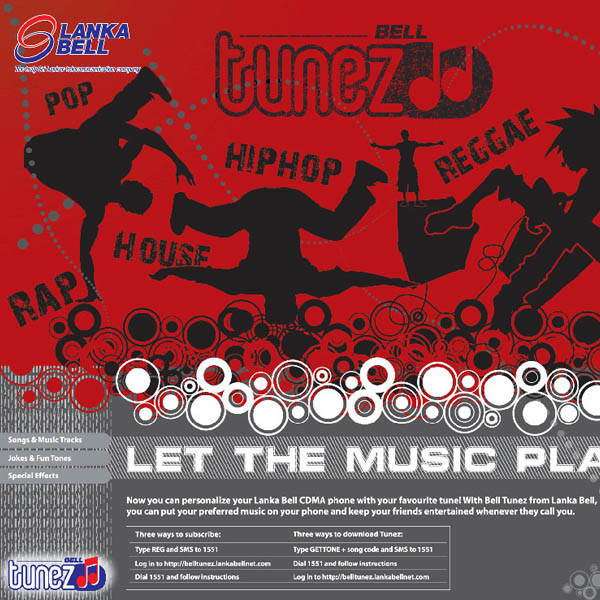 LANKA
BELL
BELL
tunez
POP
HIPHOP
REGGAE
HOUSE
RAP
Songs & Music Tracks
Jokes & Fun Tones
Special Effects
LET THE MUSIC PLA
Now you can personalize your Lanka Bell CDMA phone with your favourite tune! With Bell Tunez from Lanka Bell,
you can put your preferred music on your phone and keep your friends entertained whenever they call you.
Three ways to subscribe:
Type REG and SMS to 1551
Log in to http://belltunez.lankabellnet.com
Dial 1551 and follow instructions
Three ways to download Tunez:
Type GETTONE + song code and SMS to 1551
Dial 1551 and follow instructions
Log in to http://belltunez.lankabellnet.com
BELL
tunez